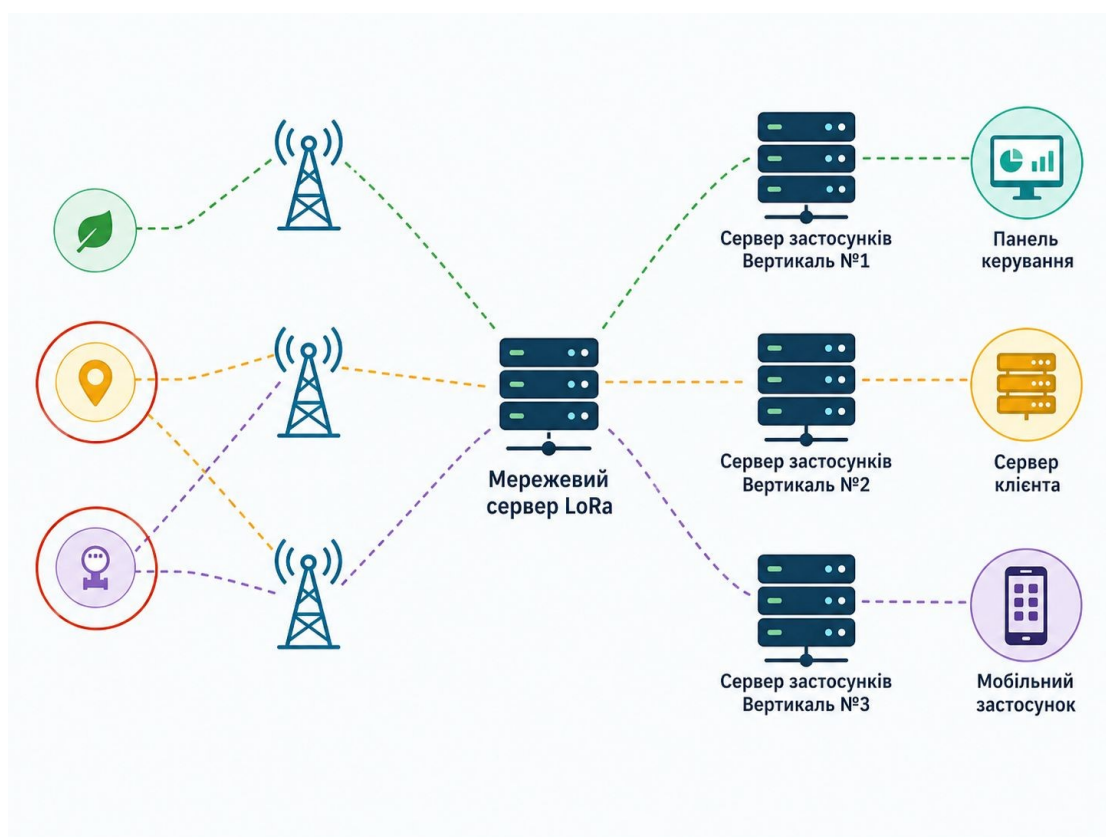 Сервер застосунків
Вертикаль №1
Панель
керування
Мережевий
сервер LoRa
Сервер застосунків
Вертикаль №2
Сервер
клієнта
Сервер застосунків
Вертикаль №3
Мобільний
застосунок